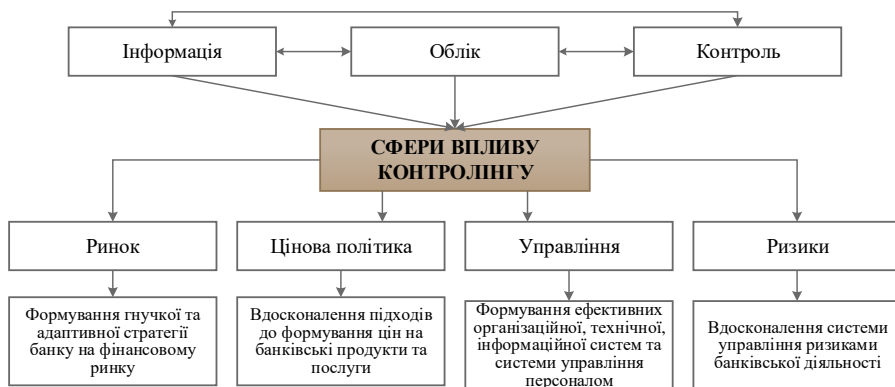 Інформація
Облік
Контроль
СФЕРИ ВПЛИВУ
КОНТРОЛІНГУ
Ринок
Цінова політика
Управління
Ризики
Формування гнучкої та
адаптивної стратегії
банку на фінансовому
ринку
Вдосконалення підходів
до формування цін на
банківські продукти та
послуги
Формування ефективних
організаційної, технічної,
інформаційної систем та
системи управління
персоналом
Вдосконалення системи
управління ризиками
банківської діяльності